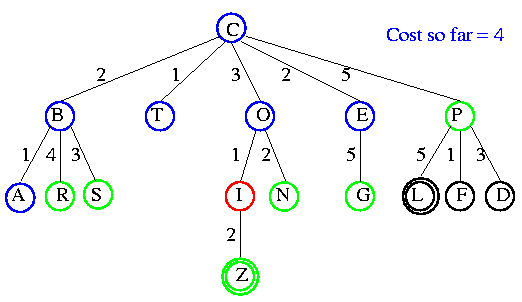 C
Cost so far = 4
2 1 3 2 5
B T O E P
1 4 3 1 2 5 5 1 3
A R S I N G L F D
2
Z